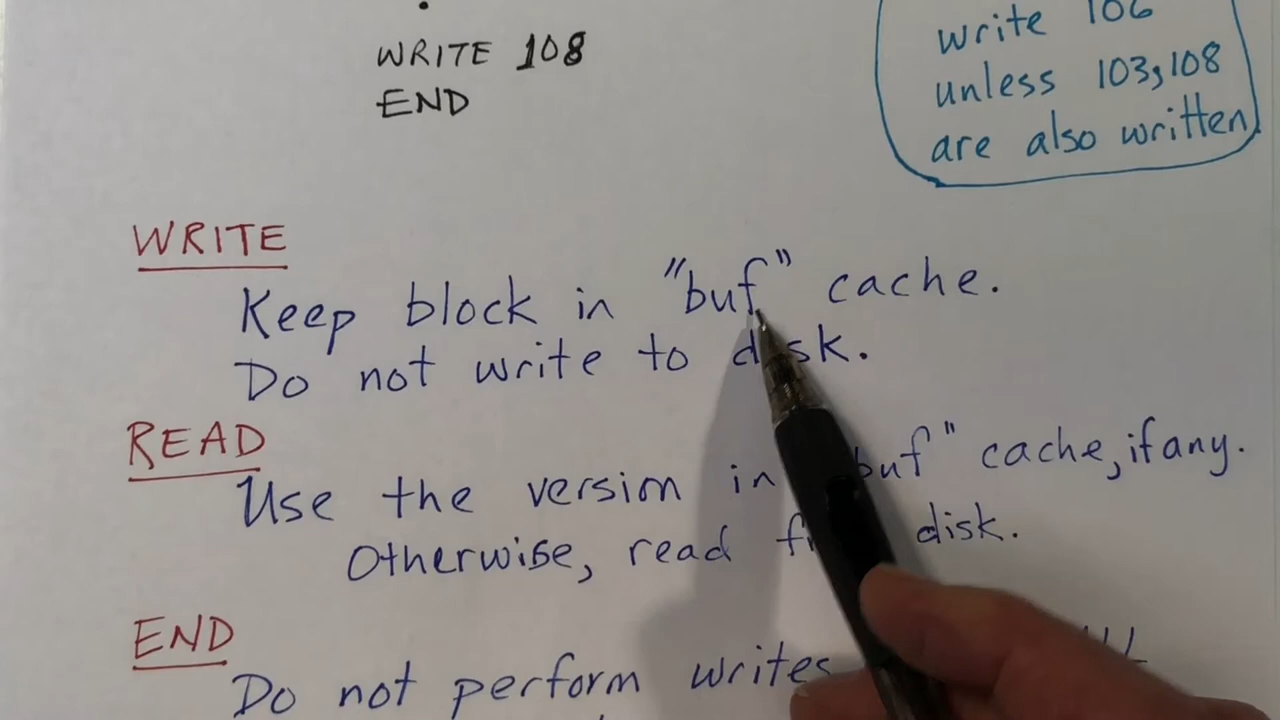 WRITE 108
END
write 106
unless 103,108
are also written
WRITE
Keep block in "buf" cache.
Do not write to disk.
READ
Use the version in buf" cache, if any.
Otherwise, read disk.
END
Do not perform writes